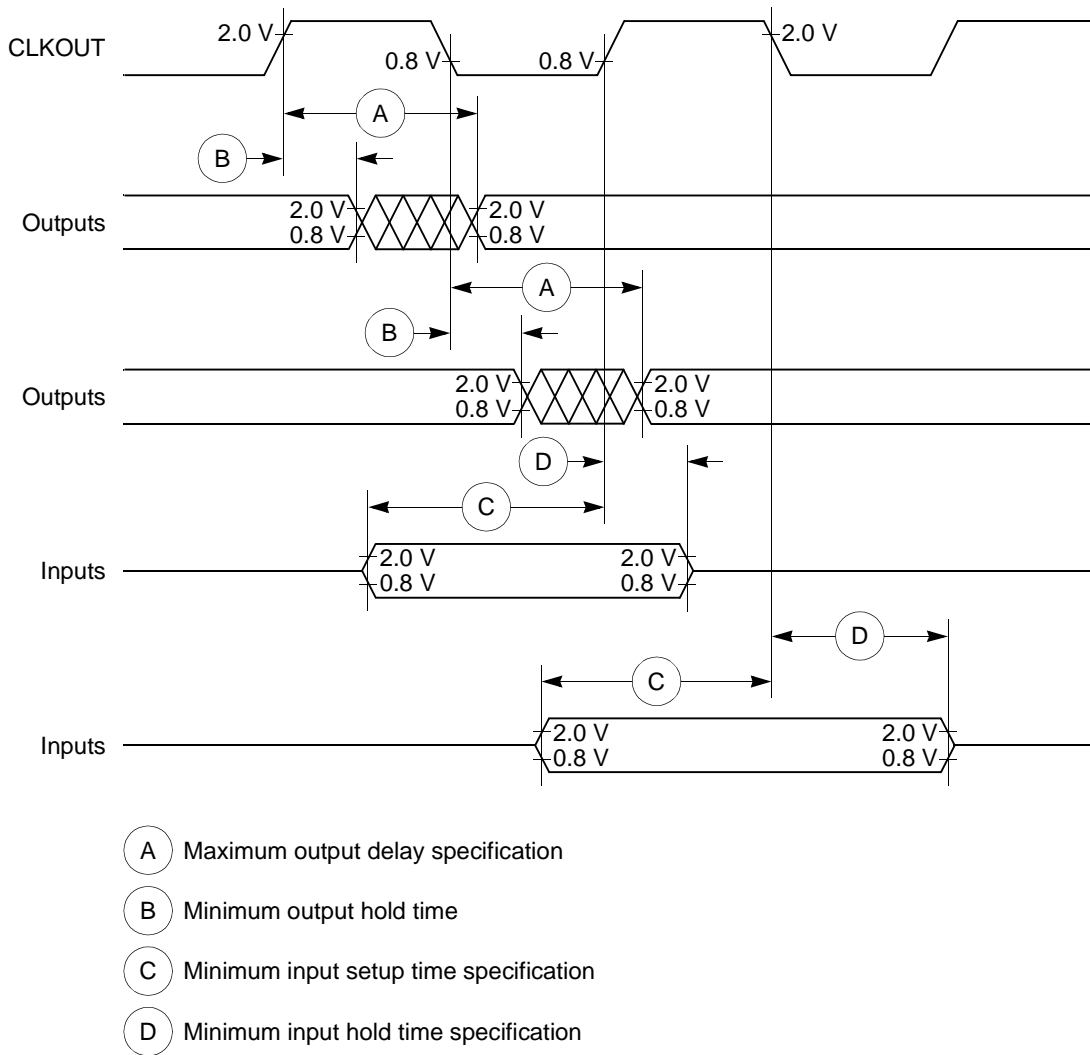 CLKOUT
2.0 V
0.8 V
0.8 V
2.0 V
A
B
Outputs
2.0 V
0.8 V
2.0 V
0.8 V
A
B
Outputs
2.0 V
0.8 V
2.0 V
0.8 V
D
C
Inputs
2.0 V
0.8 V
2.0 V
0.8 V
D
C
Inputs
2.0 V
0.8 V
2.0 V
0.8 V
A Maximum output delay specification
B Minimum output hold time
C Minimum input setup time specification
D Minimum input hold time specification